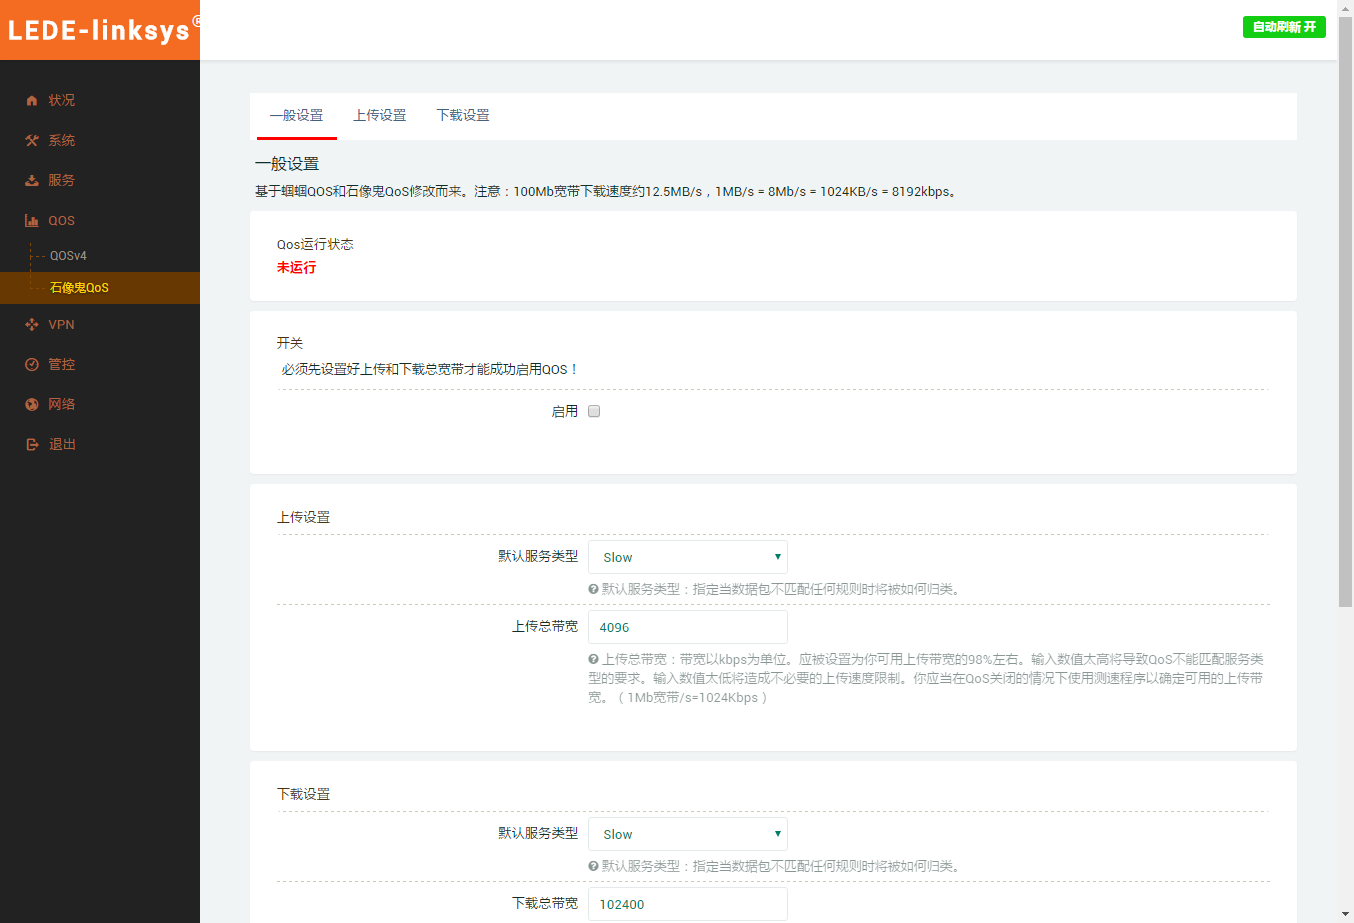 LEDE-linksys®
自动刷新 开
状况
系统
服务
QOS
QOSv4
石像鬼QoS
VPN
管控
网络
退出
一般设置 上传设置 下载设置
一般设置
基于蝈蝈QOS和石像鬼QoS修改而来。注意：100Mb宽带下载速度约12.5MB/s，1MB/s = 8Mb/s = 1024KB/s = 8192kbps。
Qos运行状态
未运行
开关
必须先设置好上传和下载总宽带才能成功启用QOS！
启用
上传设置
默认服务类型 Slow
默认服务类型：指定当数据包不匹配任何规则时将被如何归类。
上传总带宽 4096
上传总带宽：带宽以kbps为单位。应被设置为你可用上传带宽的98%左右。输入数值太高将导致QoS不能匹配服务类
型的要求。输入数值太低将造成不必要的上传速度限制。你应当在QoS关闭的情况下使用测速程序以确定可用的上传带
宽。（1Mb宽带/s=1024Kbps）
下载设置
默认服务类型 Slow
默认服务类型：指定当数据包不匹配任何规则时将被如何归类。
下载总带宽 102400